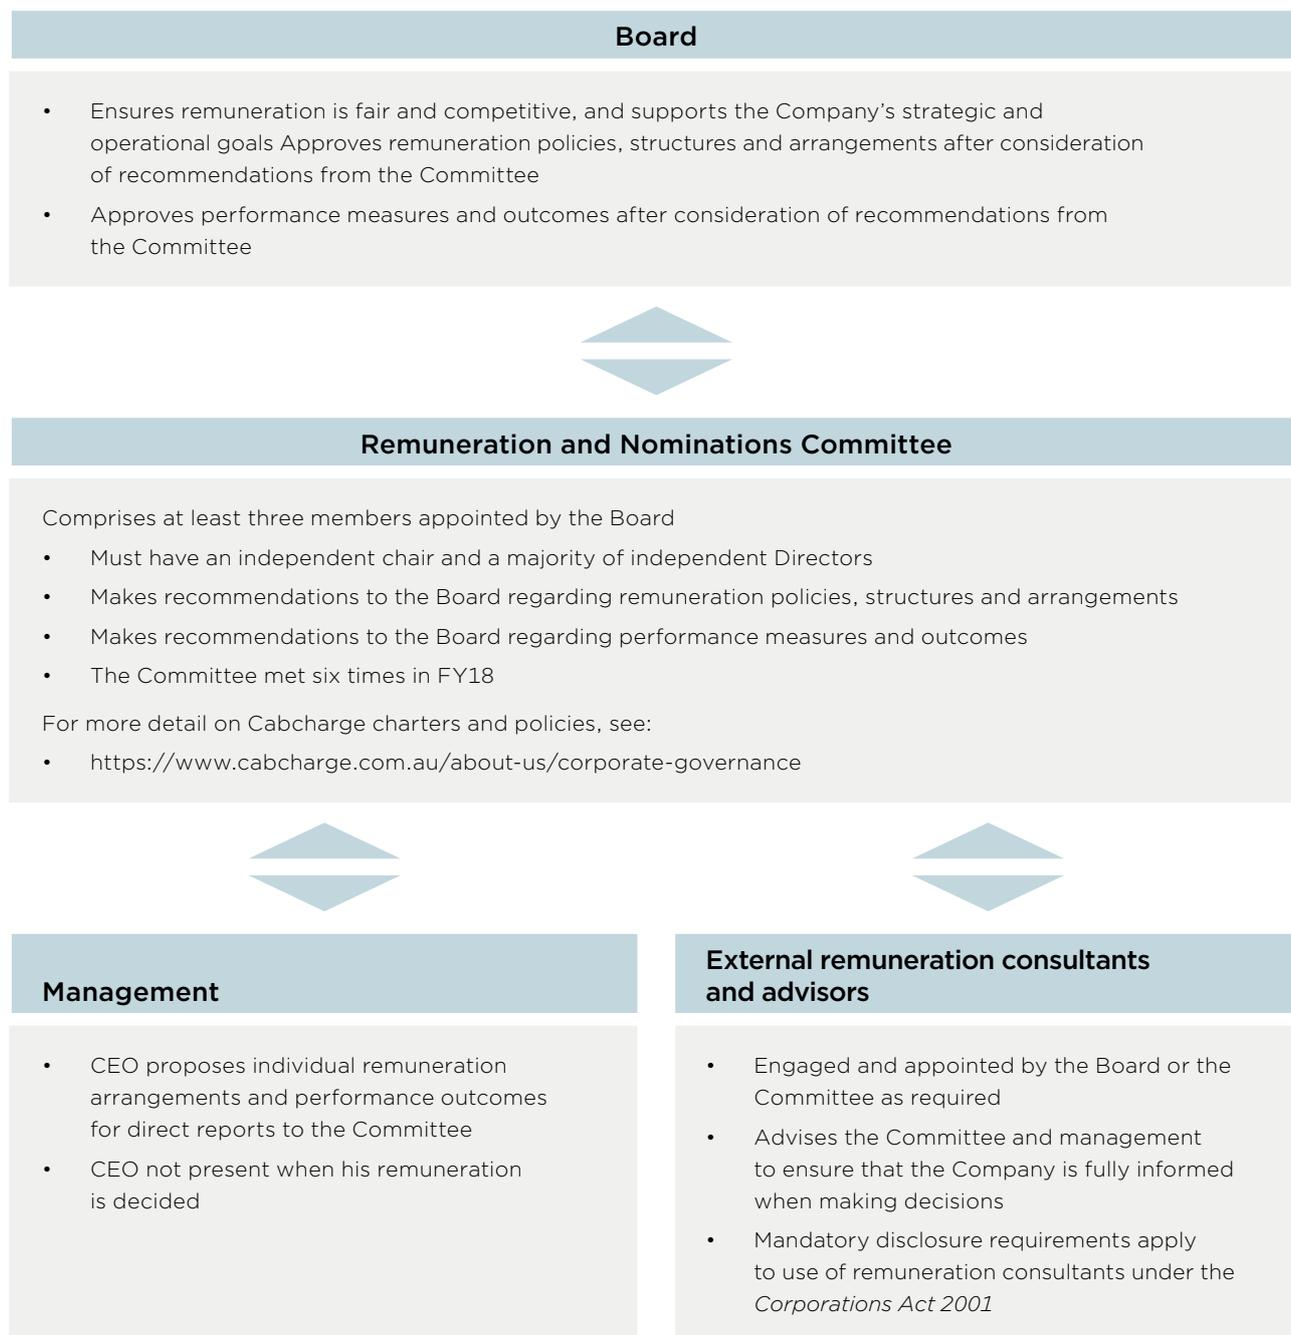 Board
• Ensures remuneration is fair and competitive, and supports the Company’s strategic and
operational goals Approves remuneration policies, structures and arrangements after consideration
of recommendations from the Committee
• Approves performance measures and outcomes after consideration of recommendations from
the Committee
Remuneration and Nominations Committee
Comprises at least three members appointed by the Board
• Must have an independent chair and a majority of independent Directors
• Makes recommendations to the Board regarding remuneration policies, structures and arrangements
• Makes recommendations to the Board regarding performance measures and outcomes
• The Committee met six times in FY18
For more detail on Cabcharge charters and policies, see:
• https://www.cabcharge.com.au/about-us/corporate-governance
Management
• CEO proposes individual remuneration
arrangements and performance outcomes
for direct reports to the Committee
• CEO not present when his remuneration
is decided
External remuneration consultants
and advisors
• Engaged and appointed by the Board or the
Committee as required
• Advises the Committee and management
to ensure that the Company is fully informed
when making decisions
• Mandatory disclosure requirements apply
to use of remuneration consultants under the
Corporations Act 2001